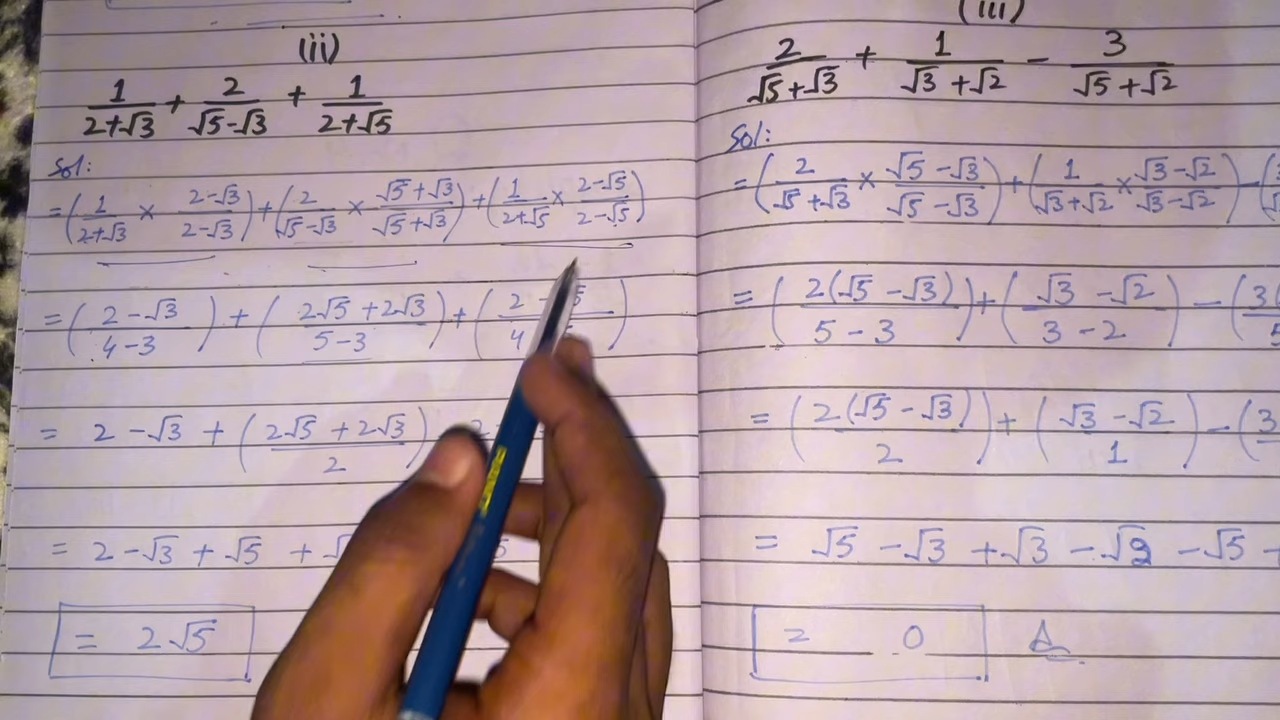 (ii)
1/(2+√3) + 2/(√5-√3) + 1/(2+√5)
Sol:
= (1/(2+√3) × (2-√3)/(2-√3)) + (2/(√5-√3) × (√5+√3)/(√5+√3)) + (1/(2+√5) × (2-√5)/(2-√5))
= ((2-√3)/(4-3)) + ((2√5+2√3)/(5-3)) + (
= 2-√3 + ((2√5+2√3)/2)
= 2-√3+√5 +
= 2√5
(iii)
2/(√5+√3) + 1/(√3+√2) - 3/(√5+√2)
Sol:
= (2/(√5+√3) × (√5-√3)/(√5-√3)) + (1/(√3+√2) × (√3-√2)/(√3-√2)) - (
= (2(√5-√3)/(5-3)) + ((√3-√2)/(3-2)) - (
= (2(√5-√3)/2) + ((√3-√2)/1) - (3
= √5-√3+√3-√2-√5
= 0